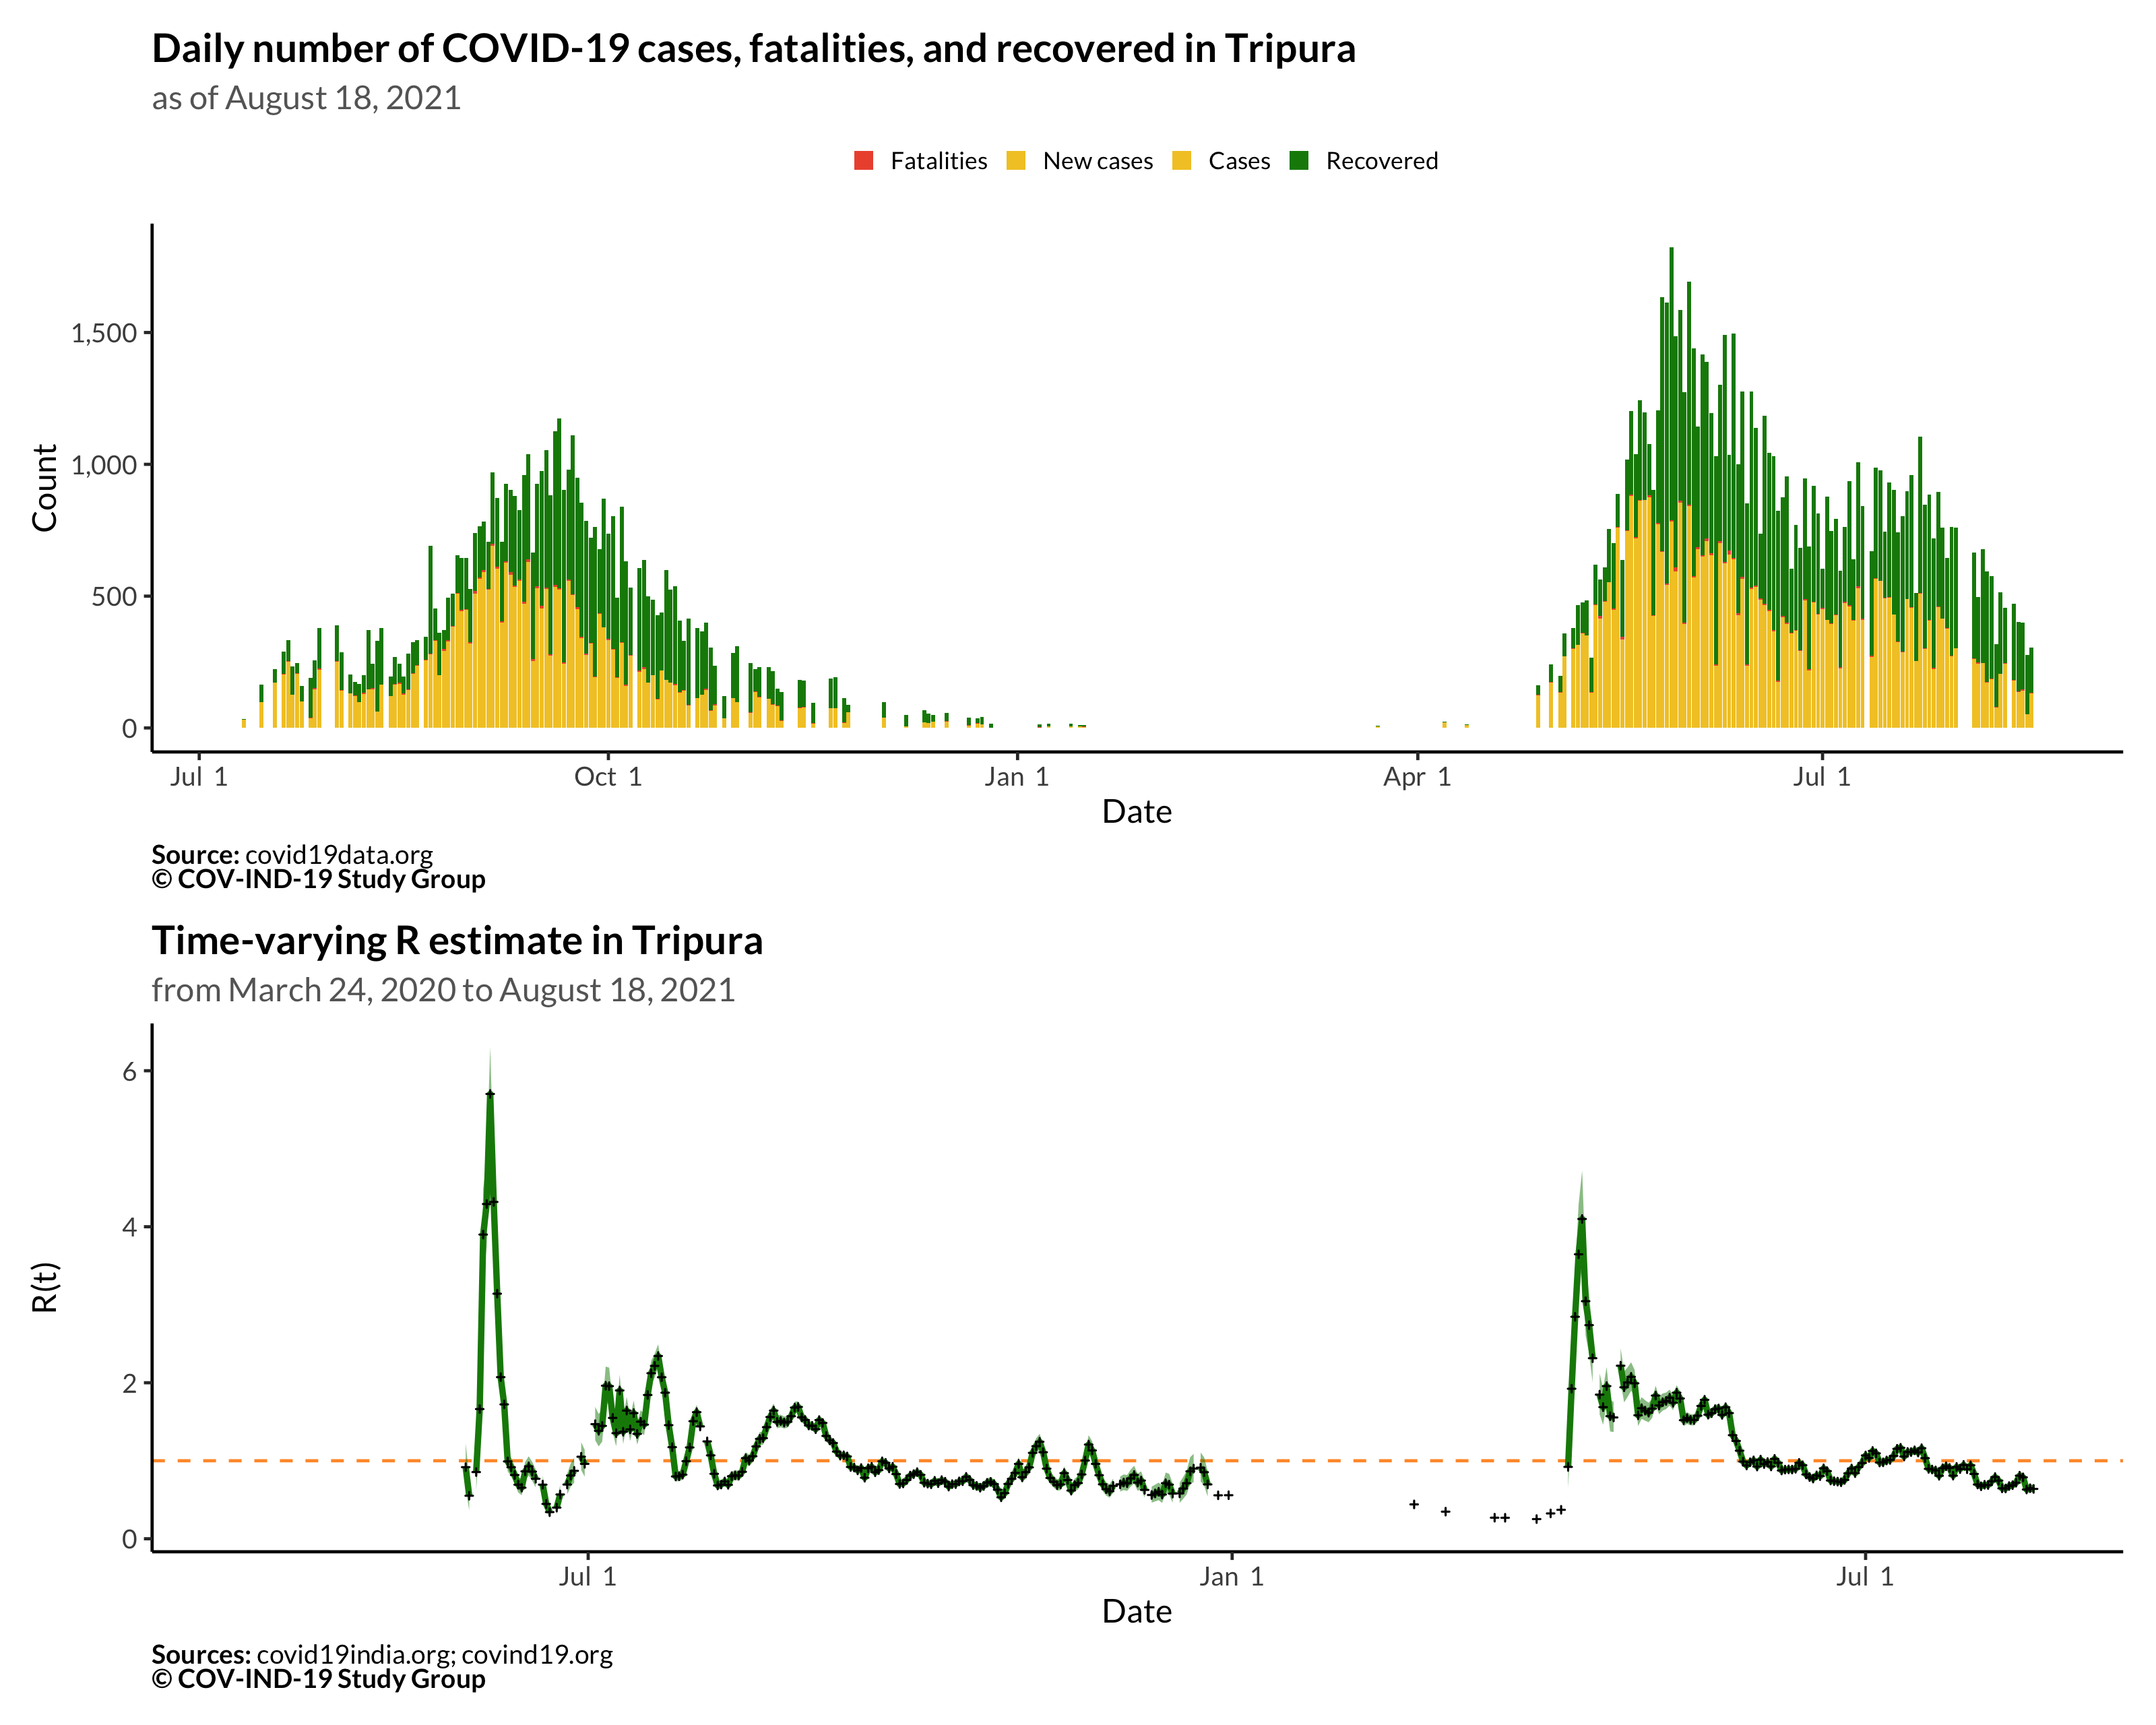 Daily number of COVID-19 cases, fatalities, and recovered in Tripura
as of August 18, 2021
Fatalities New cases Cases Recovered
1,500
1,000
500
0
Count
Jul 1 Oct 1 Jan 1 Apr 1 Jul 1
Date
Source: covid19data.org
© COV-IND-19 Study Group
Time-varying R estimate in Tripura
from March 24, 2020 to August 18, 2021
6
4
2
0
R(t)
Jul 1 Jan 1 Jul 1
Date
Sources: covid19india.org; covind19.org
© COV-IND-19 Study Group